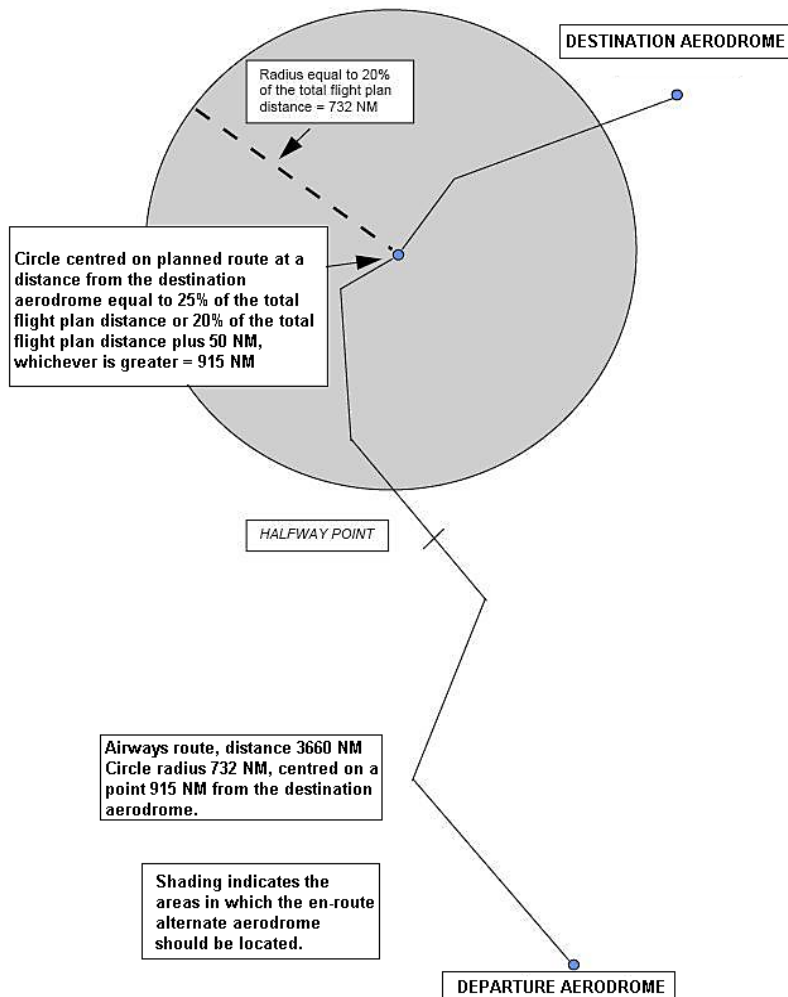 DESTINATION AERODROME
Radius equal to 20%
of the total flight plan
distance = 732 NM
Circle centred on planned route at a
distance from the destination
aerodrome equal to 25% of the total
flight plan distance or 20% of the total
flight plan distance plus 50 NM,
whichever is greater = 915 NM
HALFWAY POINT
Airways route, distance 3660 NM
Circle radius 732 NM, centred on a
point 915 NM from the destination
aerodrome.
Shading indicates the
areas in which the en-route
alternate aerodrome
should be located.
DEPARTURE AERODROME